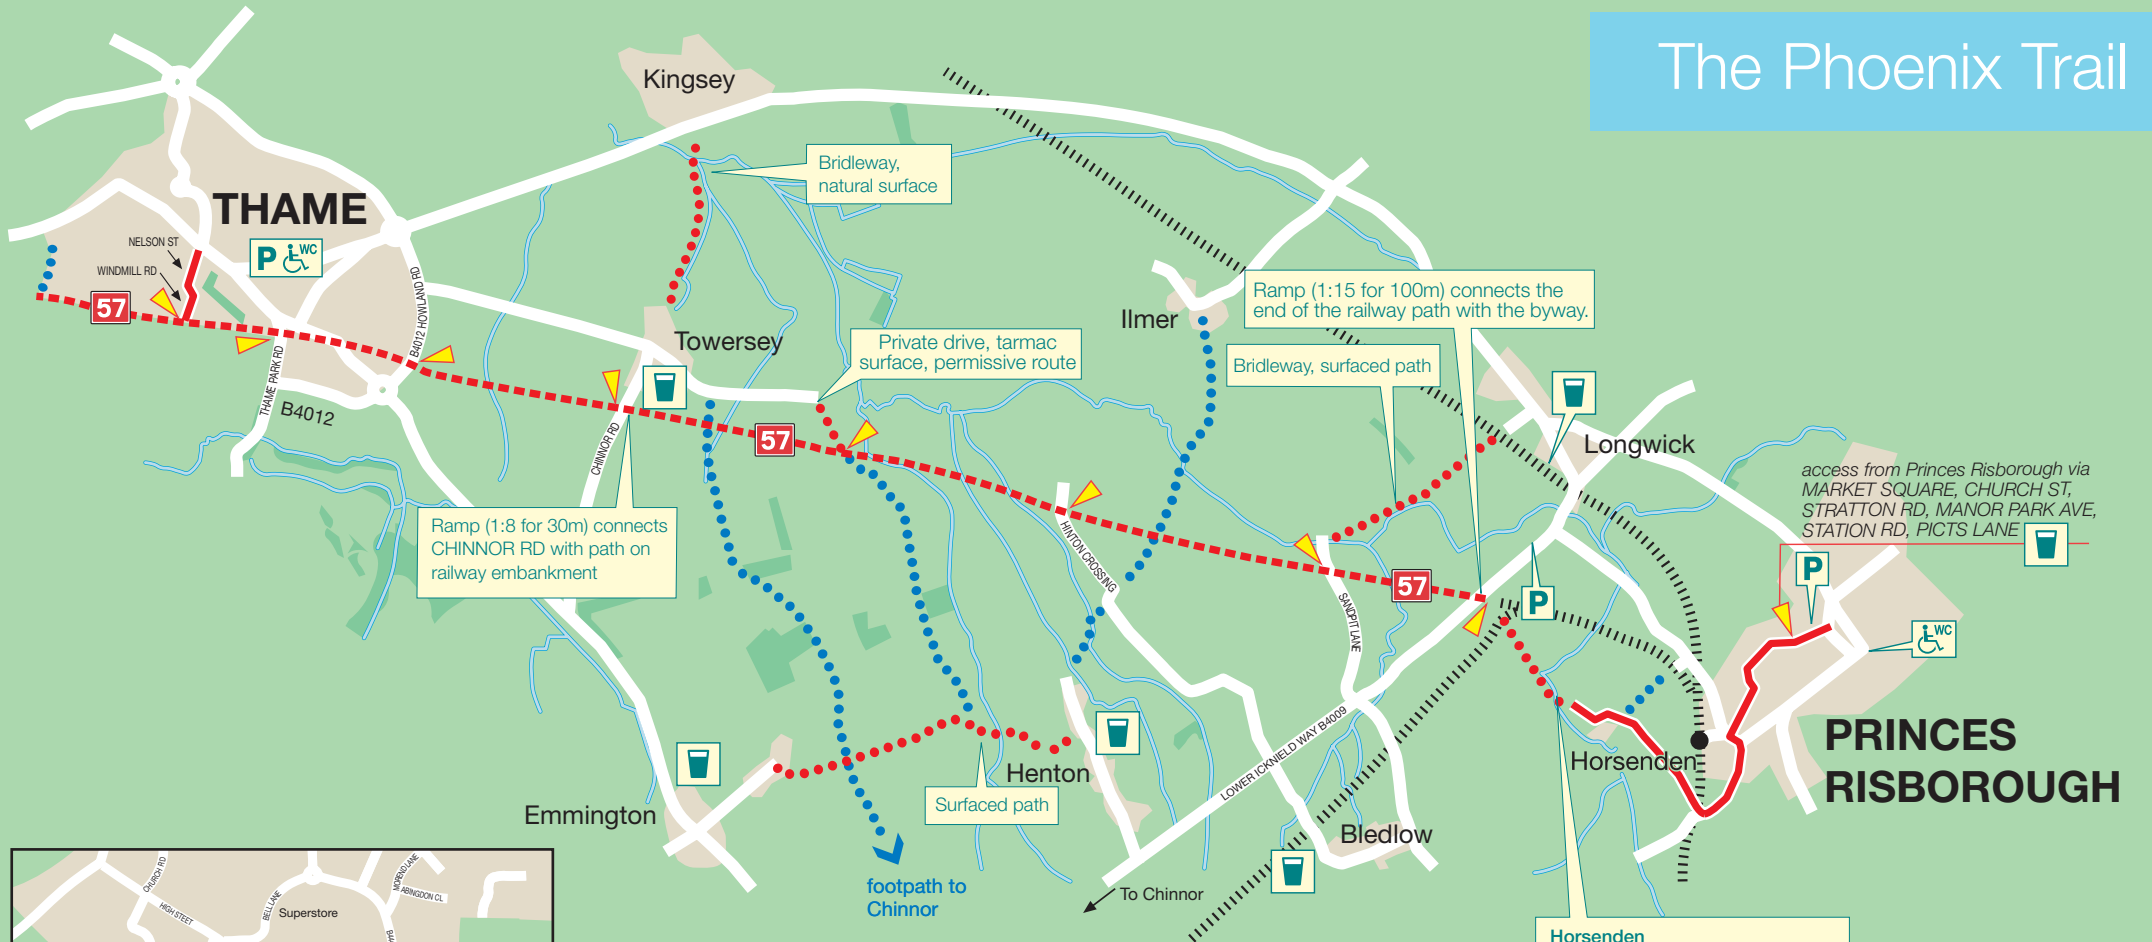 The Phoenix Trail
Kingsey
Bridleway,
natural surface
THAME
NELSON ST
WINDMILL RD
P
WC
57
B4012 HOWLAND RD
THAME PARK RD
B4012
Towersey
Private drive, tarmac
surface, permissive route
Ilmer
Ramp (1:15 for 100m) connects the
end of the railway path with the byway.
Bridleway, surfaced path
57
CHINNOR RD
Longwick
access from Princes Risborough via
MARKET SQUARE, CHURCH ST,
STRATTON RD, MANOR PARK AVE,
STATION RD, PICTS LANE
Ramp (1:8 for 30m) connects
CHINNOR RD with path on
railway embankment
HINTON CROSSING
SANDPIT LANE
57
P
P
WC
PRINCES
RISBOROUGH
Horsenden
Henton
LOWER ICKNIELD WAY B4009
Surfaced path
Emmington
Bledlow
footpath to
Chinnor
To Chinnor
Horsenden
CHURCH RD
HIGH STEET
BELL LANE
Superstore
MOREND LANE
ABINGDON CL